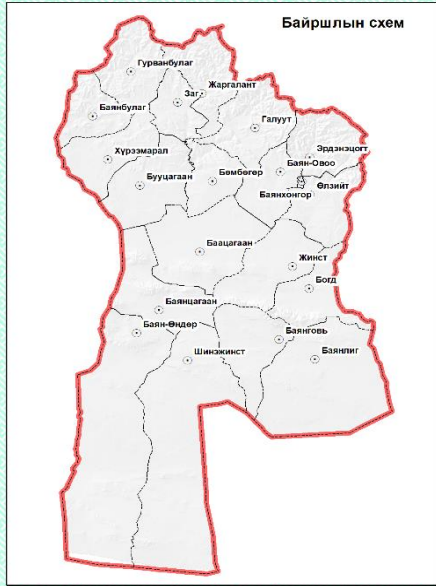 Байршлын схем
Гурванбулаг
Жаргалант
Заг
Баянбулаг
Галуут
Хүрээмарал
Эрдэнэцогт
Баян-Овоо
Бууцагаан
Бөмбөгөр
Баянхонгор
Өлзийт
Баацагаан
Жинст
Богд
Баянцагаан
Баян-Өндөр
Баянговь
Шинэжинст
Баянлиг